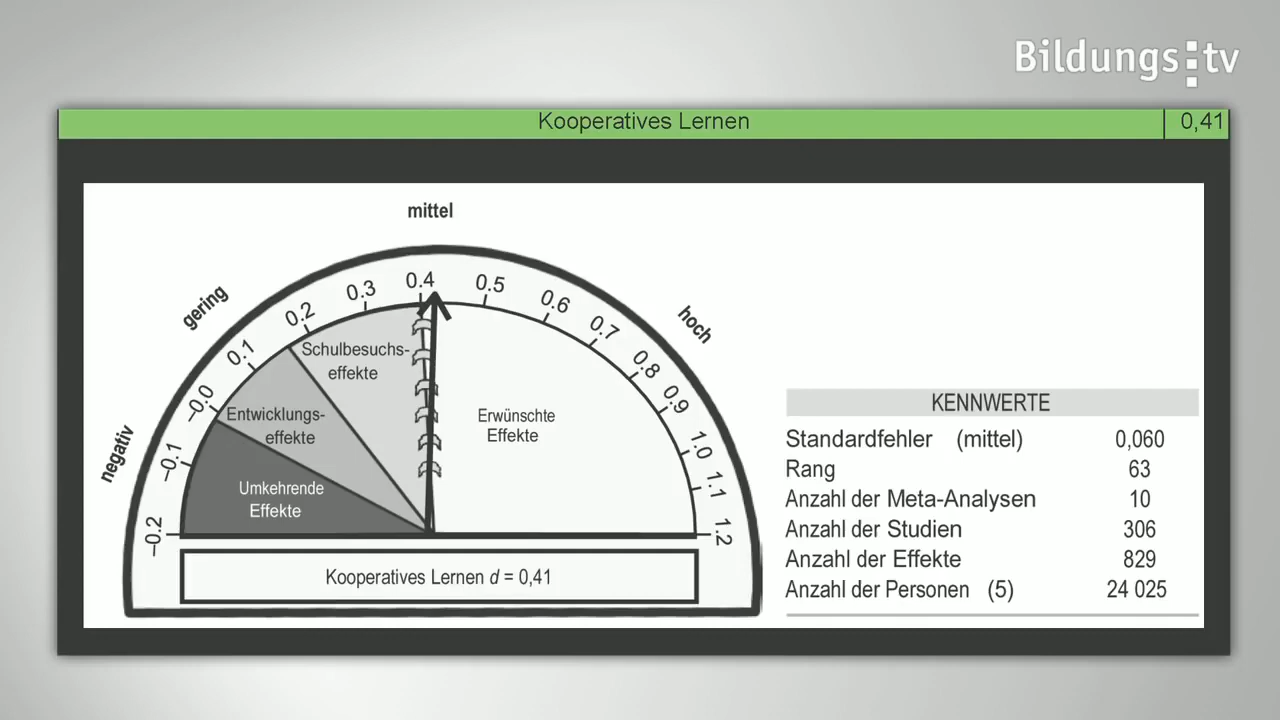 Bildungs:tv
Kooperatives Lernen 0,41
mittel
gering
hoch
negativ
–0.2
–0.1
–0.0
0.1
0.2
0.3
0.4
0.5
0.6
0.7
0.8
0.9
1.0
1.1
1.2
Schulbesuchs-
effekte
Entwicklungs-
effekte
Umkehrende
Effekte
Erwünschte
Effekte
Kooperatives Lernen d = 0,41
KENNWERTE
Standardfehler (mittel) 0,060
Rang 63
Anzahl der Meta-Analysen 10
Anzahl der Studien 306
Anzahl der Effekte 829
Anzahl der Personen (5) 24 025